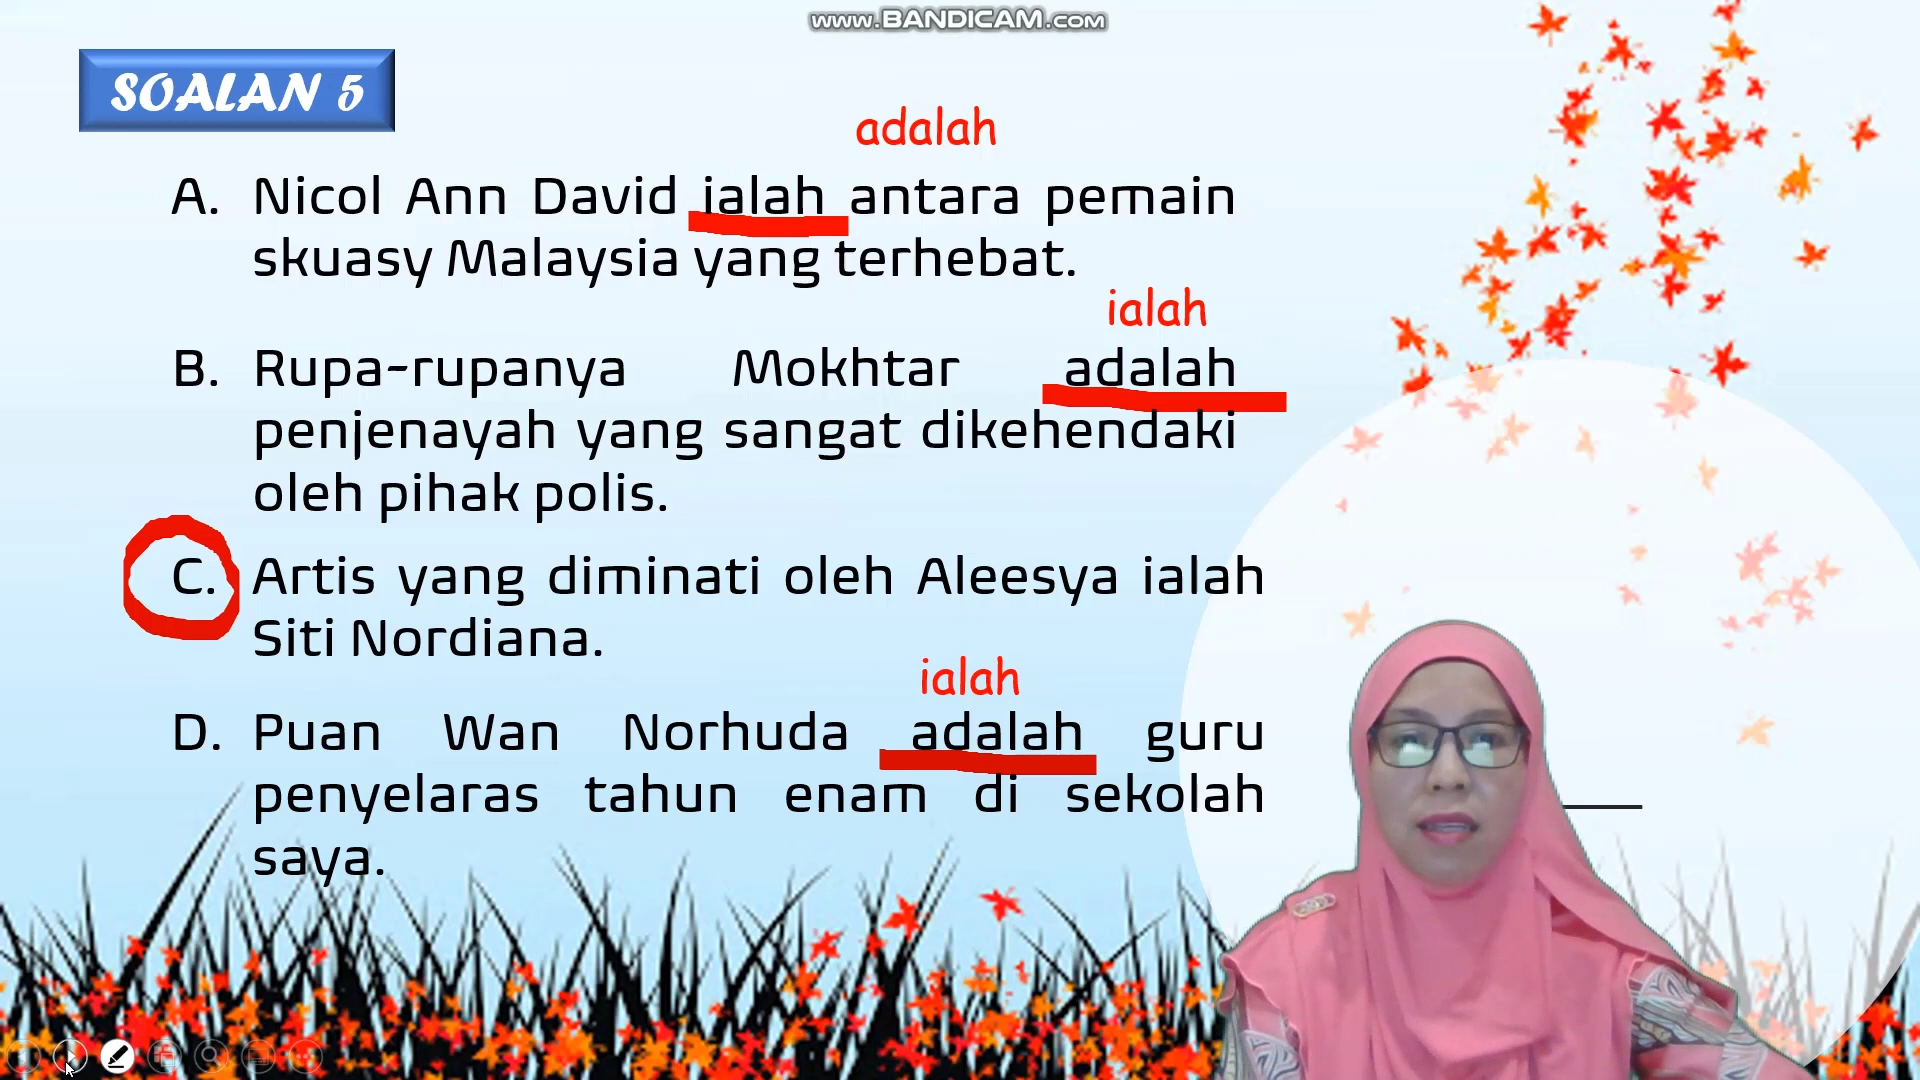 www.BANDICAM.com
SOALAN 5
adalah
A. Nicol Ann David ialah antara pemain
skuasy Malaysia yang terhebat.
ialah
B. Rupa-rupanya Mokhtar adalah
penjenayah yang sangat dikehendaki
oleh pihak polis.
C. Artis yang diminati oleh Aleesya ialah
Siti Nordiana.
ialah
D. Puan Wan Norhuda adalah guru
penyelaras tahun enam di sekolah
saya.